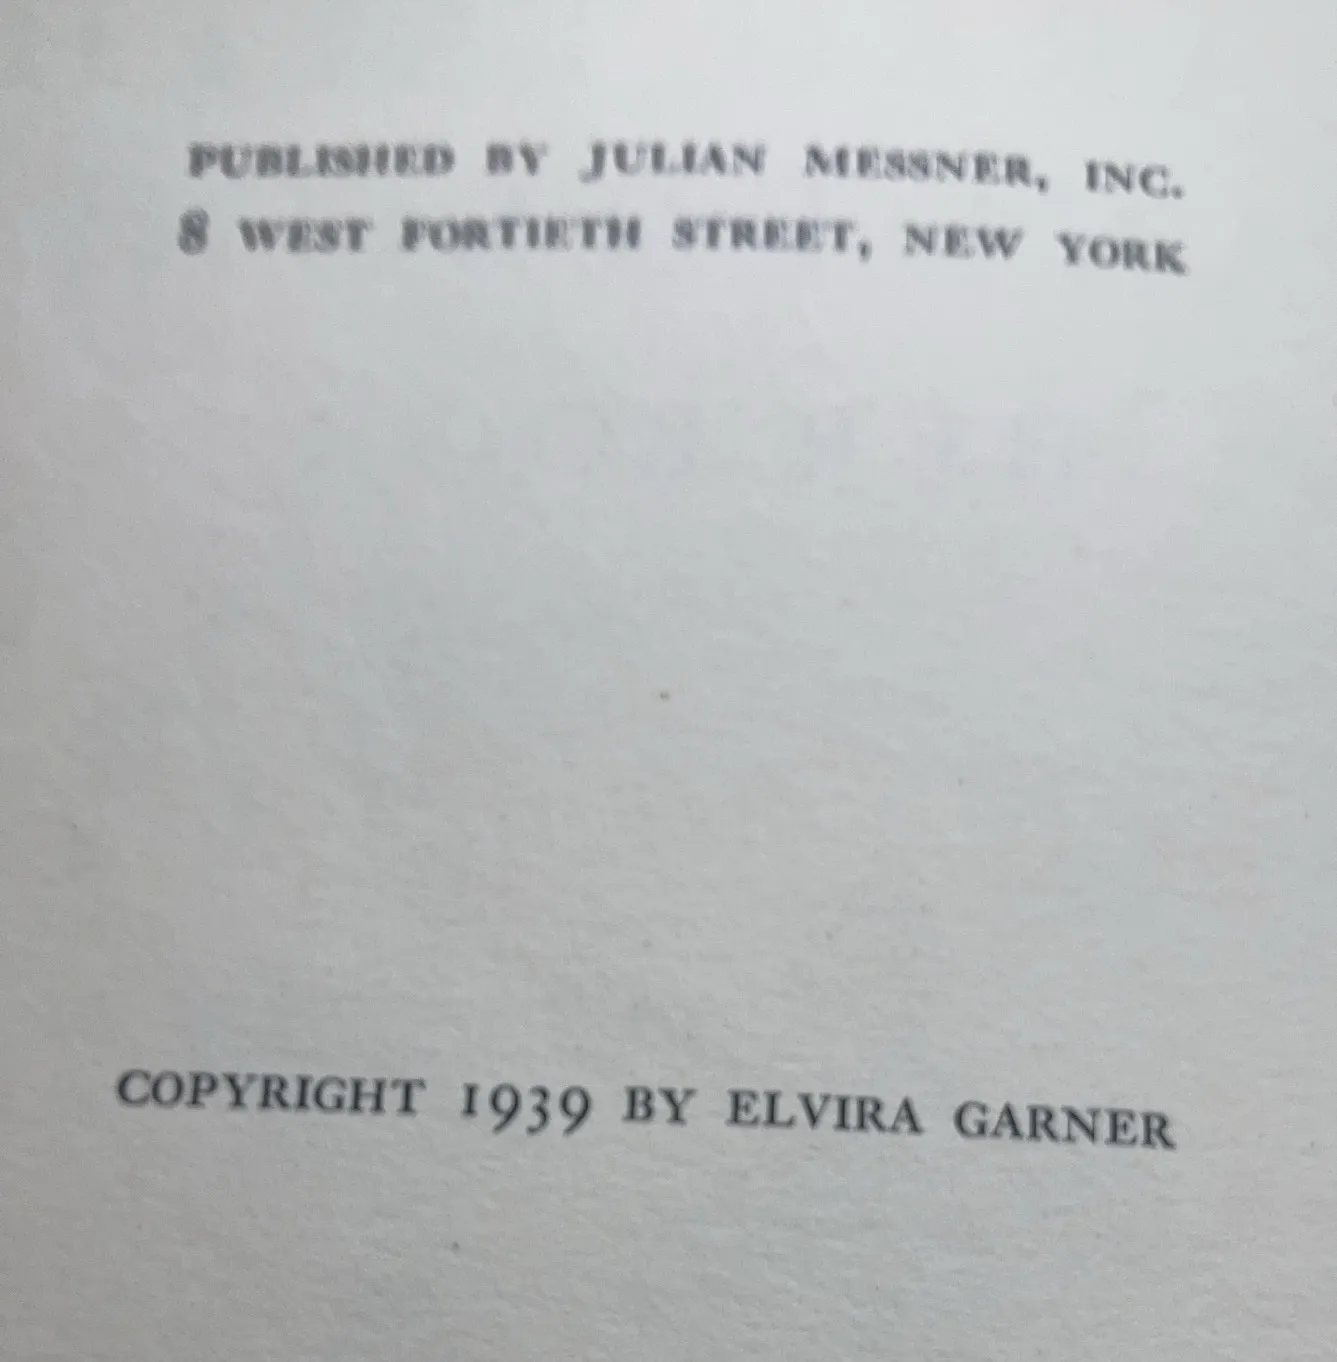 PUBLISHED BY JULIAN MESSNER, INC.
8 WEST FORTIETH STREET, NEW YORK
COPYRIGHT 1939 BY ELVIRA GARNER